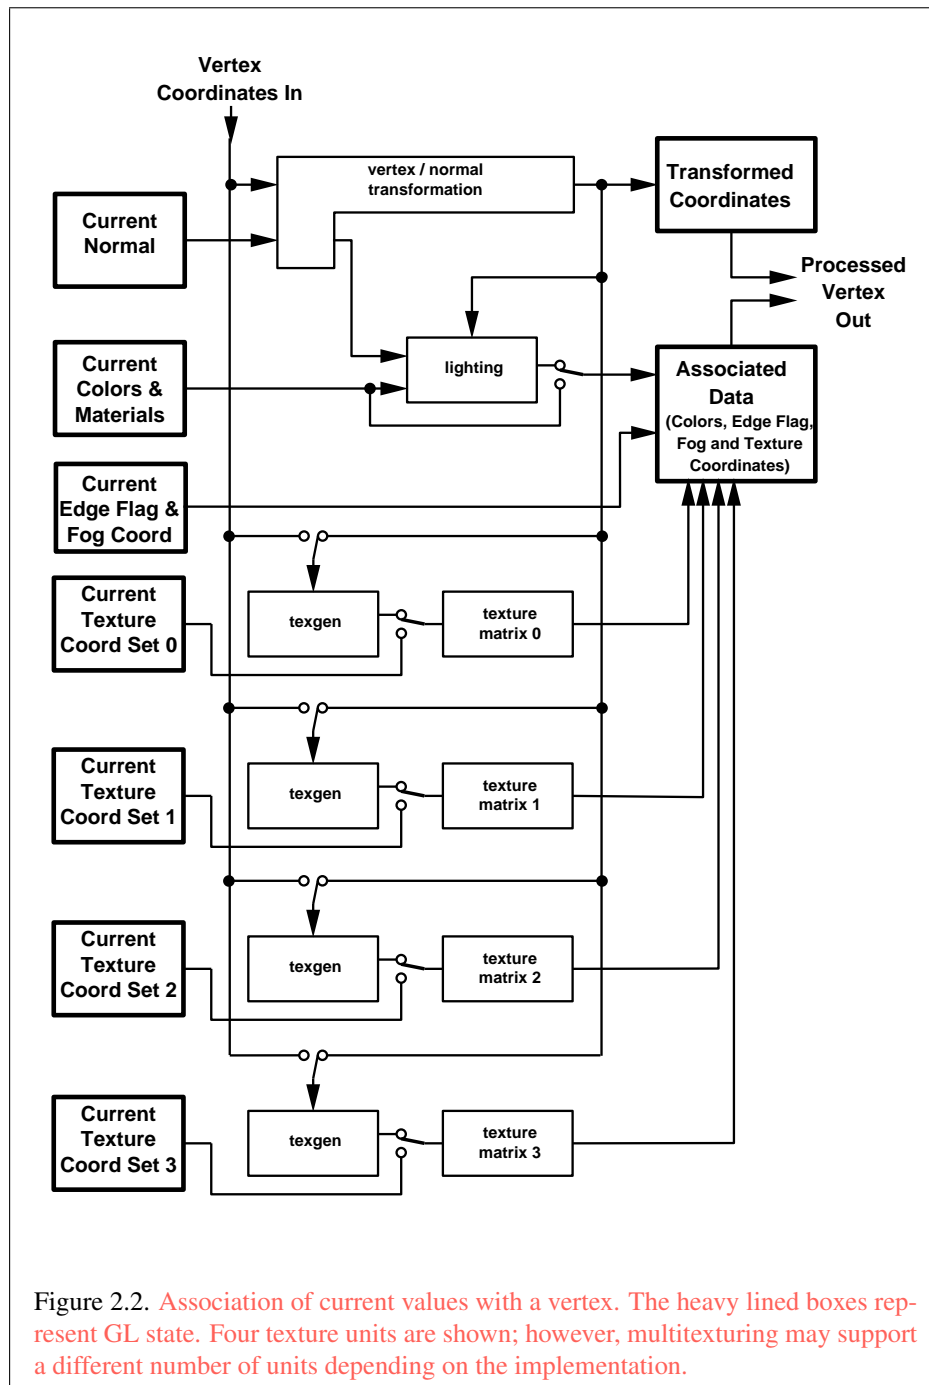 Vertex
Coordinates In
vertex / normal
transformation
Transformed
Coordinates
Current
Normal
Processed
Vertex
Out
Current
Colors &
Materials
lighting
Associated
Data
(Colors, Edge Flag,
Fog and Texture
Coordinates)
Current
Edge Flag &
Fog Coord
Current
Texture
Coord Set 0
texgen
texture
matrix 0
Current
Texture
Coord Set 1
texgen
texture
matrix 1
Current
Texture
Coord Set 2
texgen
texture
matrix 2
Current
Texture
Coord Set 3
texgen
texture
matrix 3
Figure 2.2. Association of current values with a vertex. The heavy lined boxes rep-
resent GL state. Four texture units are shown; however, multitexturing may support
a different number of units depending on the implementation.